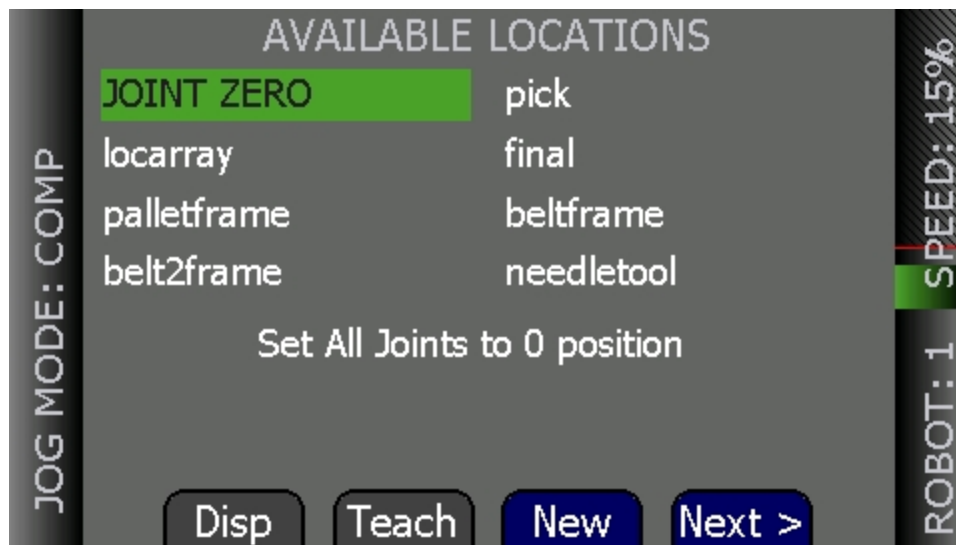 AVAILABLE LOCATIONS
JOINT ZERO pick
locarray final
palletframe beltframe
belt2frame needletool
Set All Joints to 0 position
Disp Teach New Next >
JOG MODE: COMP
SPEED: 15%
ROBOT: 1